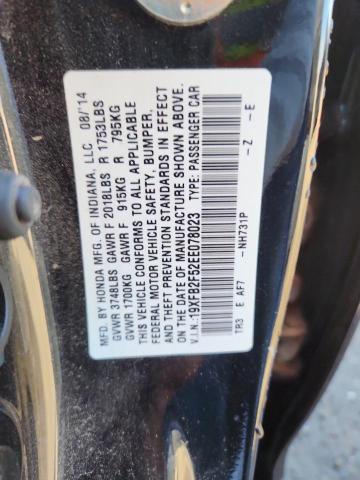 MFD. BY HONDA MFG. OF INDIANA, LLC 08/'14
GVWR 3748LBS GAWR F 2018LBS R 1753LBS
GVWR 1700KG GAWR F 915KG R 795KG
THIS VEHICLE CONFORMS TO ALL APPLICABLE
FEDERAL MOTOR VEHICLE SAFETY, BUMPER,
AND THEFT PREVENTION STANDARDS IN EFFECT
ON THE DATE OF MANUFACTURE SHOWN ABOVE.
V.I.N.:19XFB2F52EE078023 TYPE: PASSENGER CAR
-NH731P -Z -E
TR3 E AF7